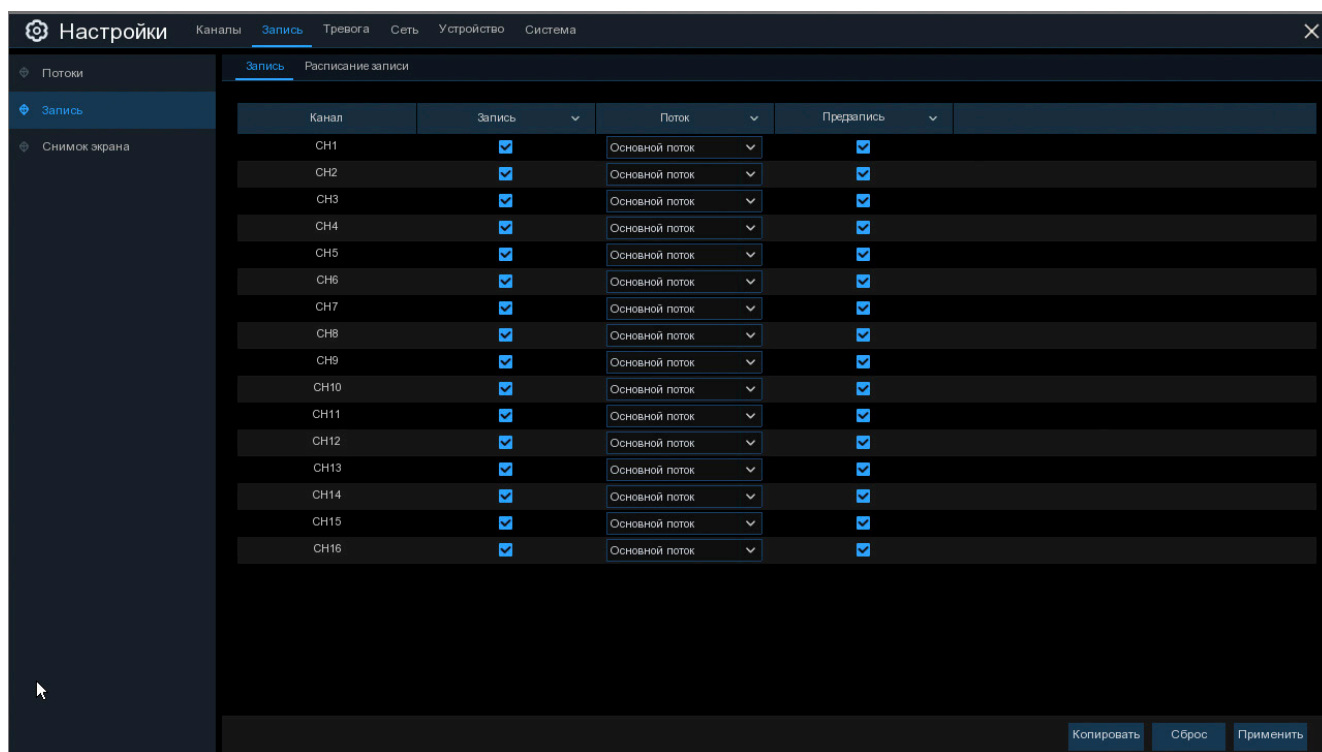 Настройки Каналы Запись Тревога Сеть Устройство Система
Потоки
Запись
Снимок экрана
Запись Расписание записи
Канал Запись Поток Предзапись
CH1 Основной поток
CH2 Основной поток
CH3 Основной поток
CH4 Основной поток
CH5 Основной поток
CH6 Основной поток
CH7 Основной поток
CH8 Основной поток
CH9 Основной поток
CH10 Основной поток
CH11 Основной поток
CH12 Основной поток
CH13 Основной поток
CH14 Основной поток
CH15 Основной поток
CH16 Основной поток
Копировать Сброс Применить